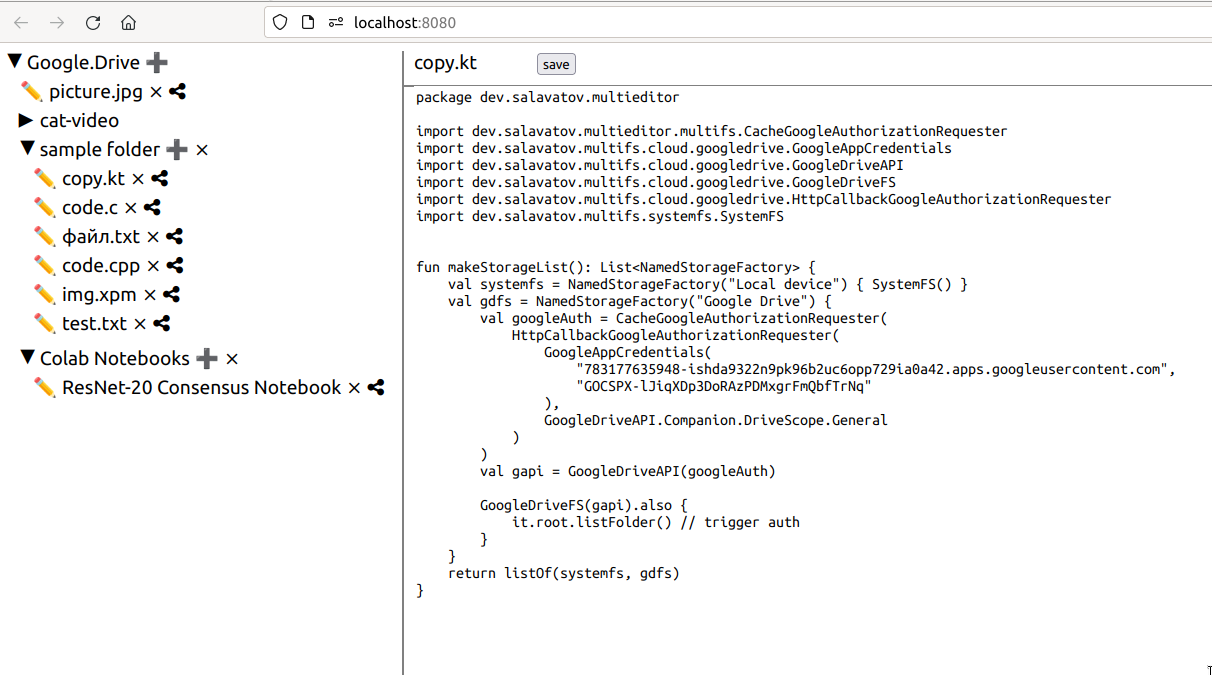 localhost:8080
Google.Drive
picture.jpg
cat-video
sample folder
copy.kt
code.c
файл.txt
code.cpp
img.xpm
test.txt
Colab Notebooks
ResNet-20 Consensus Notebook
copy.kt save
package dev.salavatov.multieditor
import dev.salavatov.multieditor.multifs.CacheGoogleAuthorizationRequester
import dev.salavatov.multifs.cloud.googledrive.GoogleAppCredentials
import dev.salavatov.multifs.cloud.googledrive.GoogleDriveAPI
import dev.salavatov.multifs.cloud.googledrive.GoogleDriveFS
import dev.salavatov.multifs.cloud.googledrive.HttpCallbackGoogleAuthorizationRequester
import dev.salavatov.multifs.systemfs.SystemFS
fun makeStorageList(): List<NamedStorageFactory> {
    val systemfs = NamedStorageFactory("Local device") { SystemFS() }
    val gdfs = NamedStorageFactory("Google Drive") {
        val googleAuth = CacheGoogleAuthorizationRequester(
            HttpCallbackGoogleAuthorizationRequester(
                GoogleAppCredentials(
                    "783177635948-ishda9322n9pk96b2uc6opp729ia0a42.apps.googleusercontent.com",
                    "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"
                ),
                GoogleDriveAPI.Companion.DriveScope.General
            )
        )
        val gapi = GoogleDriveAPI(googleAuth)
        GoogleDriveFS(gapi).also {
            it.root.listFolder() // trigger auth
        }
    }
    return listOf(systemfs, gdfs)
}